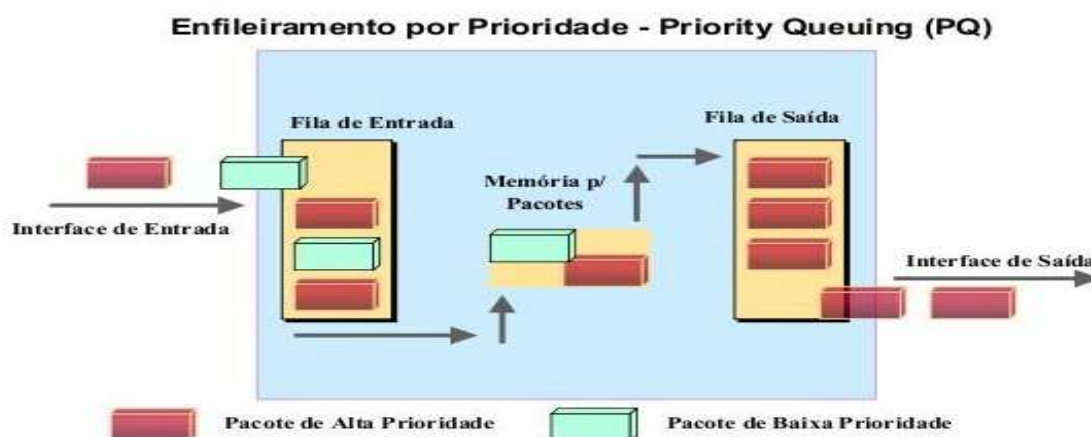 Enfileiramento por Prioridade - Priority Queuing (PQ)
Fila de Entrada
Fila de Saída
Memória p/
Pacotes
Interface de Entrada
Interface de Saída
Pacote de Alta Prioridade
Pacote de Baixa Prioridade